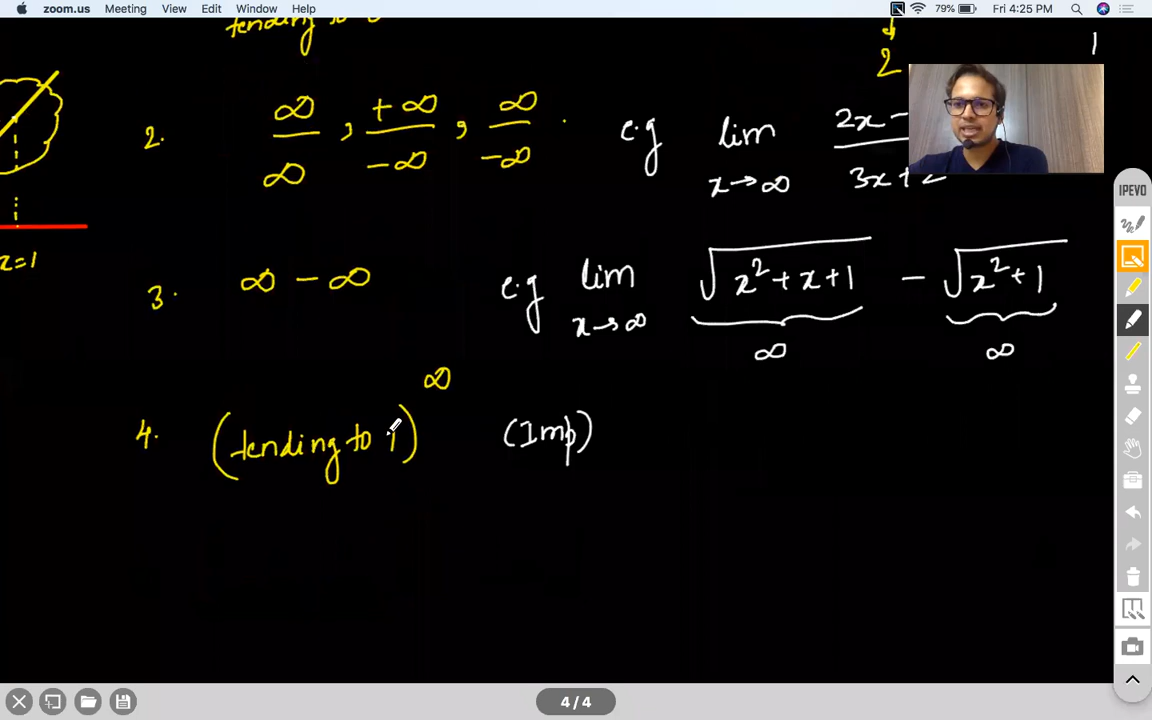 zoom.us Meeting View Edit Window Help 79% Fri 4:25 PM
tending to
2
1
2. ∞/∞ , +∞/-∞ , ∞/-∞ . e.g lim x→∞ 2x - / 3x + 2
x=1
3. ∞ - ∞ e.g lim x→∞ √(x²+x+1) - √(x²+1)
∞ ∞
4. (tending to 1)^∞ (Imp)
IPEVO
4/4